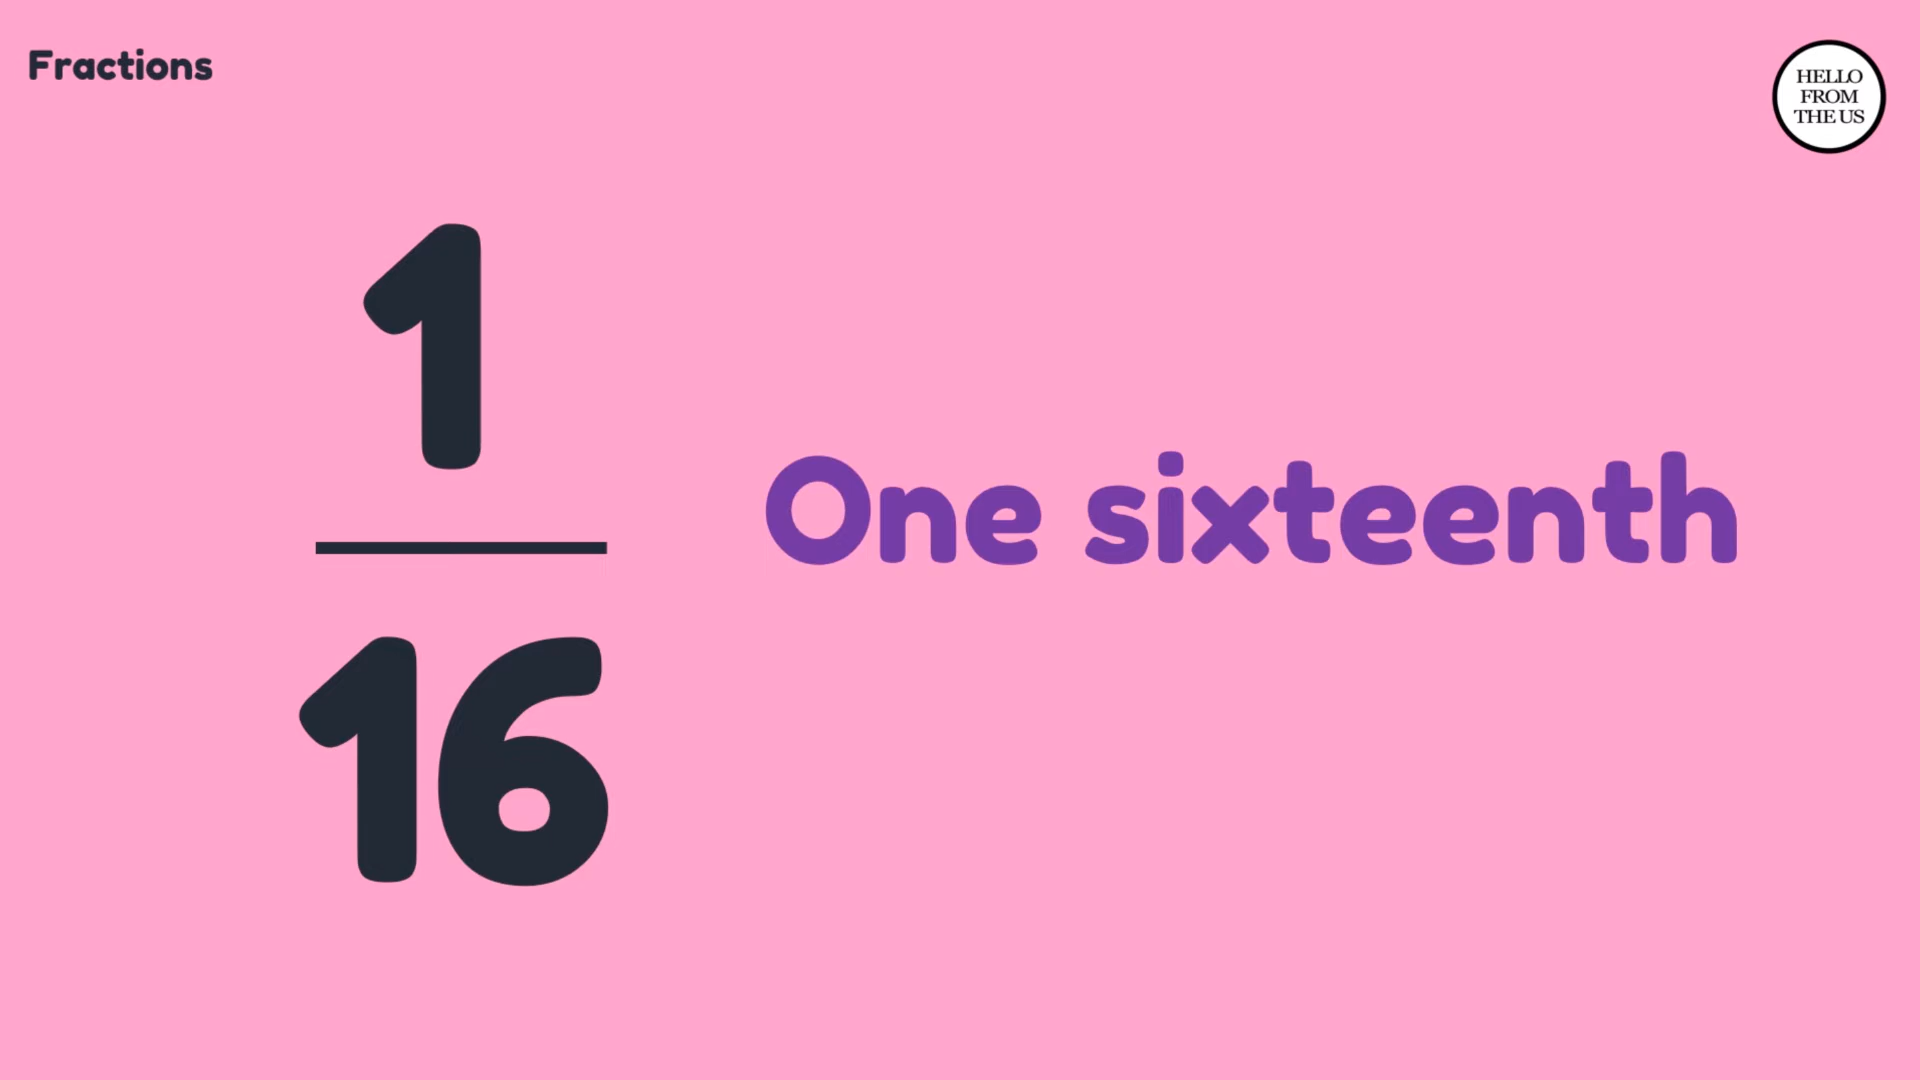 Fractions
HELLO
FROM
THE US
1
16
One sixteenth